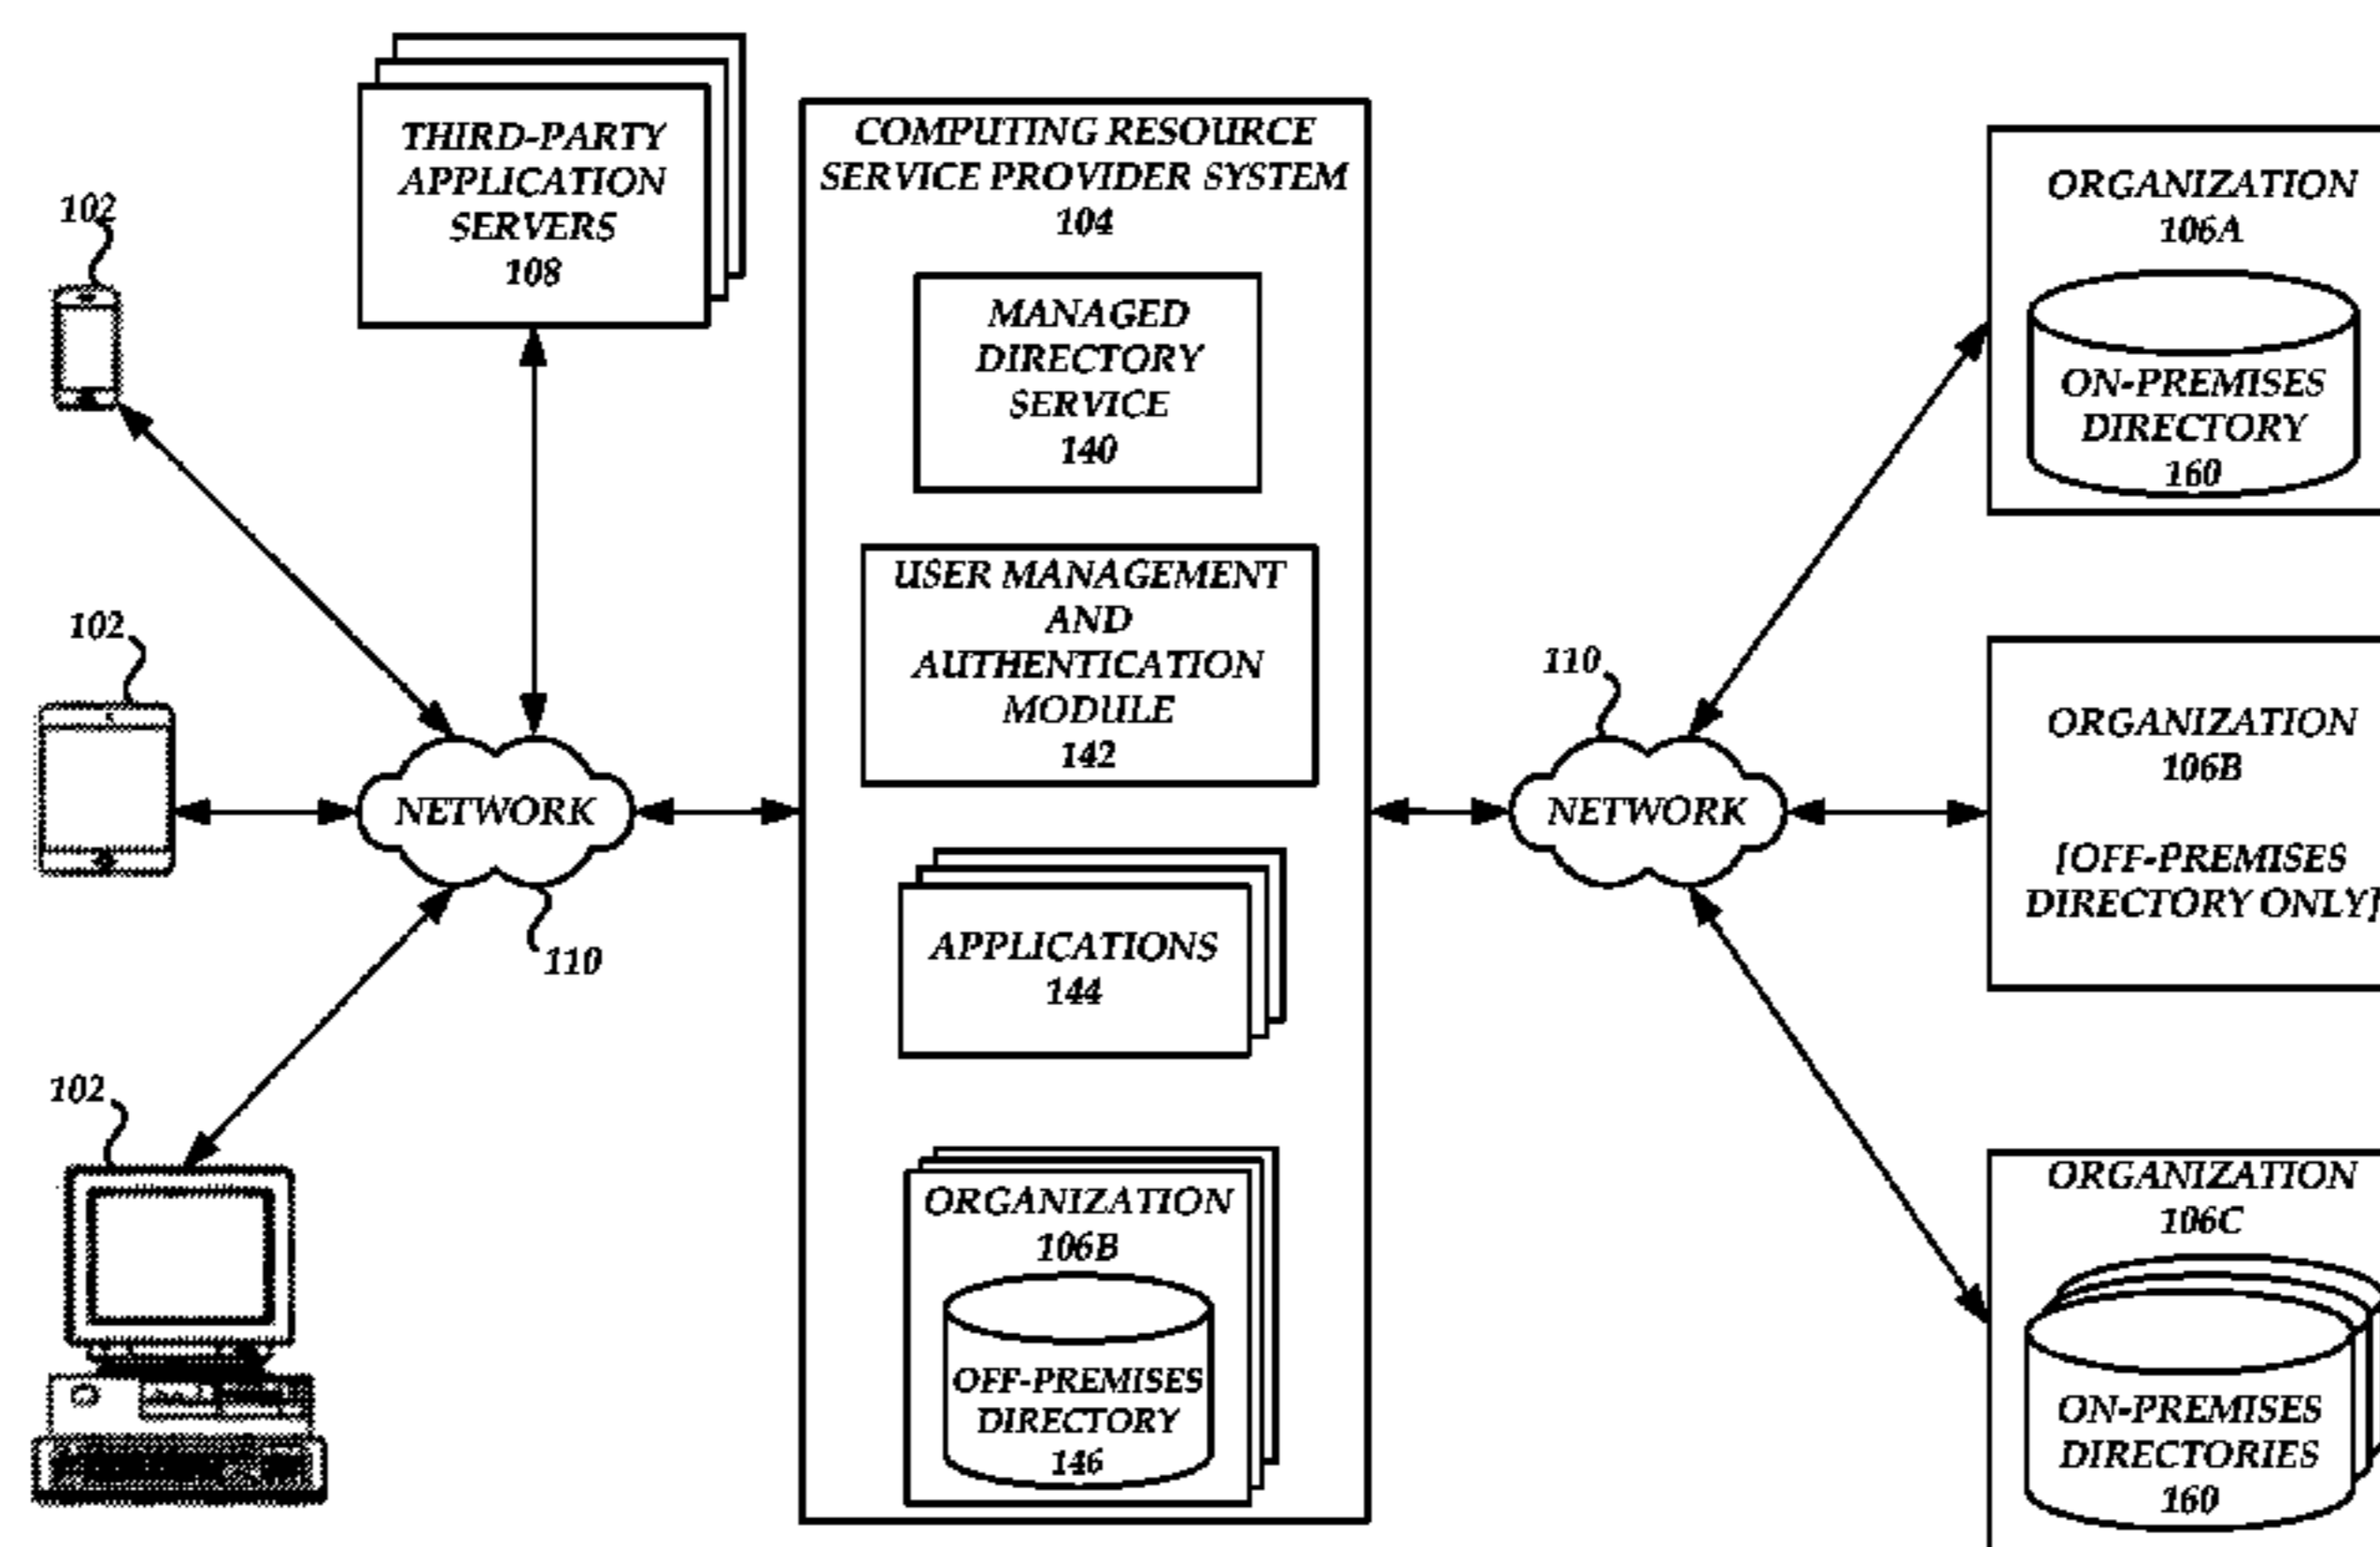 102
THIRD-PARTY
APPLICATION
SERVERS
108
102
102
NETWORK
110
COMPUTING RESOURCE
SERVICE PROVIDER SYSTEM
104
MANAGED
DIRECTORY
SERVICE
140
USER MANAGEMENT
AND
AUTHENTICATION
MODULE
142
APPLICATIONS
144
ORGANIZATION
106B
OFF-PREMISES
DIRECTORY
146
110
NETWORK
ORGANIZATION
106A
ON-PREMISES
DIRECTORY
160
ORGANIZATION
106B
[OFF-PREMISES
DIRECTORY ONLY]
ORGANIZATION
106C
ON-PREMISES
DIRECTORIES
160